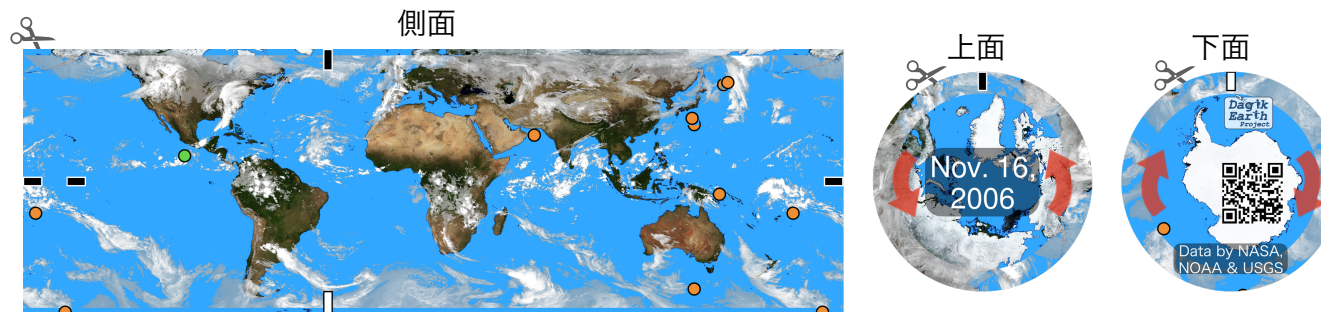 側面
上面
下面
Nov. 16,
2006
Dagik
Earth
Project
Data by NASA,
NOAA & USGS